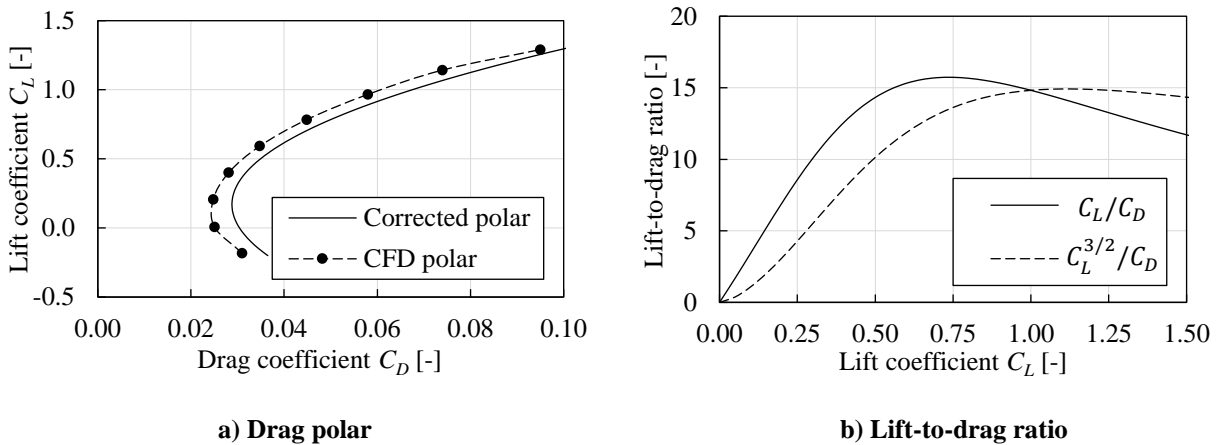 Lift coefficient C_L [-]
1.5
1.0
0.5
0.0
-0.5
Corrected polar
CFD polar
0.00 0.02 0.04 0.06 0.08 0.10
Drag coefficient C_D [-]
a) Drag polar
Lift-to-drag ratio [-]
20
15
10
5
0
C_L/C_D
C_L^{3/2}/C_D
0.00 0.25 0.50 0.75 1.00 1.25 1.50
Lift coefficient C_L [-]
b) Lift-to-drag ratio